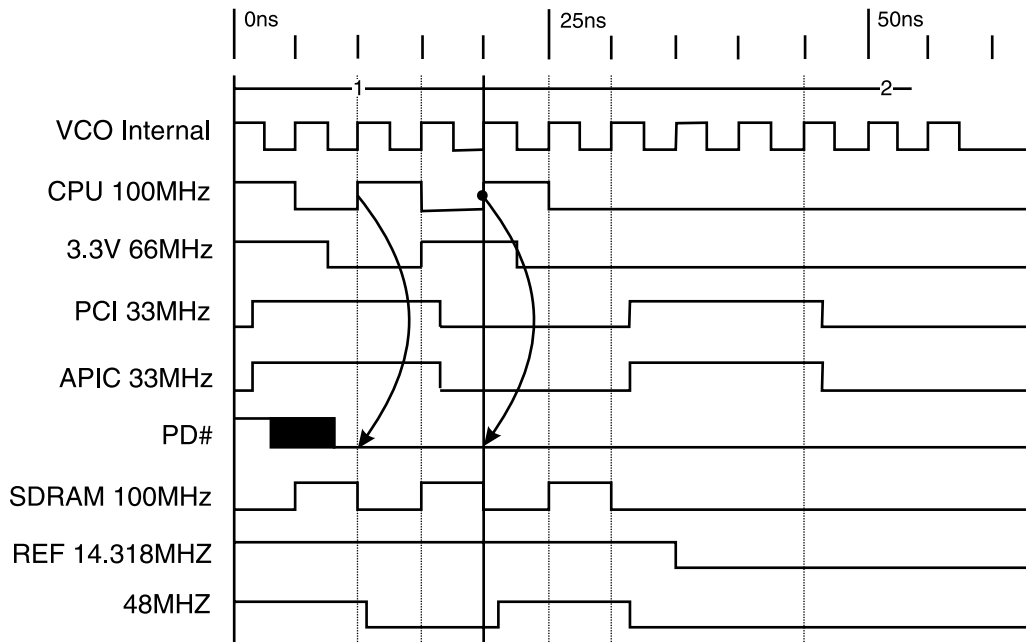 0ns 25ns 50ns
1 2
VCO Internal
CPU 100MHz
3.3V 66MHz
PCI 33MHz
APIC 33MHz
PD#
SDRAM 100MHz
REF 14.318MHZ
48MHZ